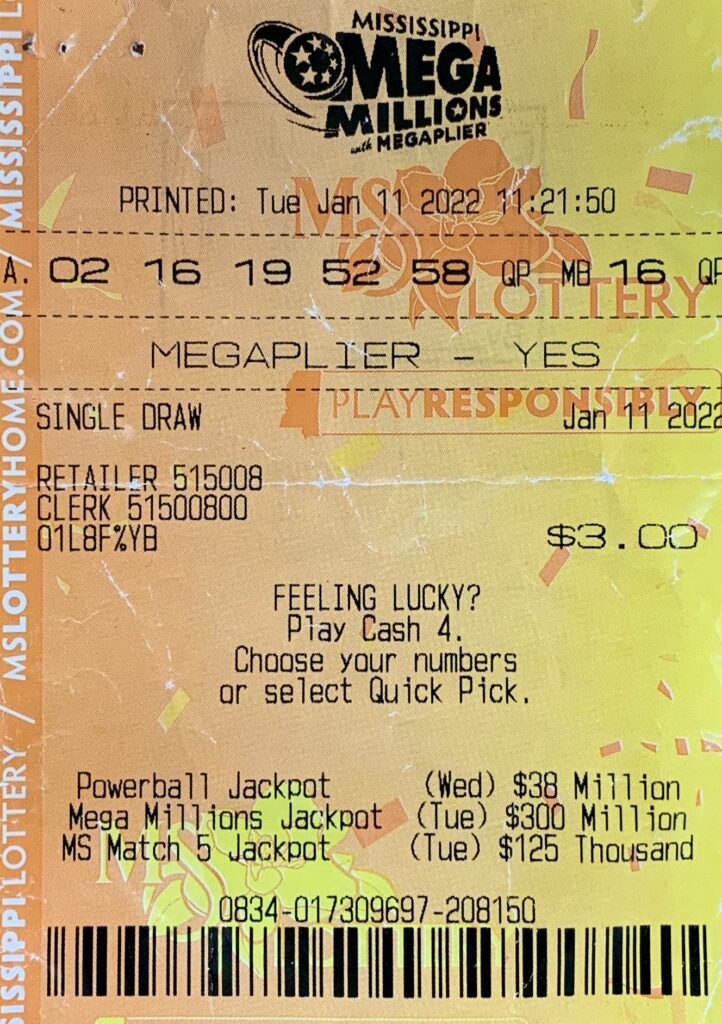 MISSISSIPPI
MEGA
MILLIONS
with MEGAPLIER
PRINTED: Tue Jan 11 2022 11:21:50
A. 02 16 19 52 58 QP MB 16 QP
MS
LOTTERY
MEGAPLIER - YES
PLAY RESPONSIBLY
SINGLE DRAW Jan 11 2022
RETAILER 515008
CLERK 51500800
01L8F%YB $3.00
FEELING LUCKY?
Play Cash 4.
Choose your numbers
or select Quick Pick.
Powerball Jackpot (Wed) $38 Million
Mega Millions Jackpot (Tue) $300 Million
MS Match 5 Jackpot (Tue) $125 Thousand
MS
0834-017309697-208150
SISSIPPI LOTTERY / MSLOTTERYHOME.COM / MISSISSIPPI L